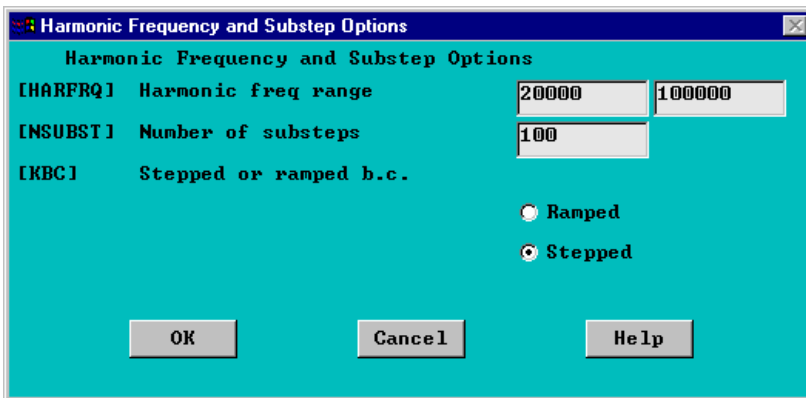 Harmonic Frequency and Substep Options
Harmonic Frequency and Substep Options
[HARFRQ] Harmonic freq range 20000 100000
[NSUBST] Number of substeps 100
[KBC] Stepped or ramped b.c.
Ramped
Stepped
OK Cancel Help